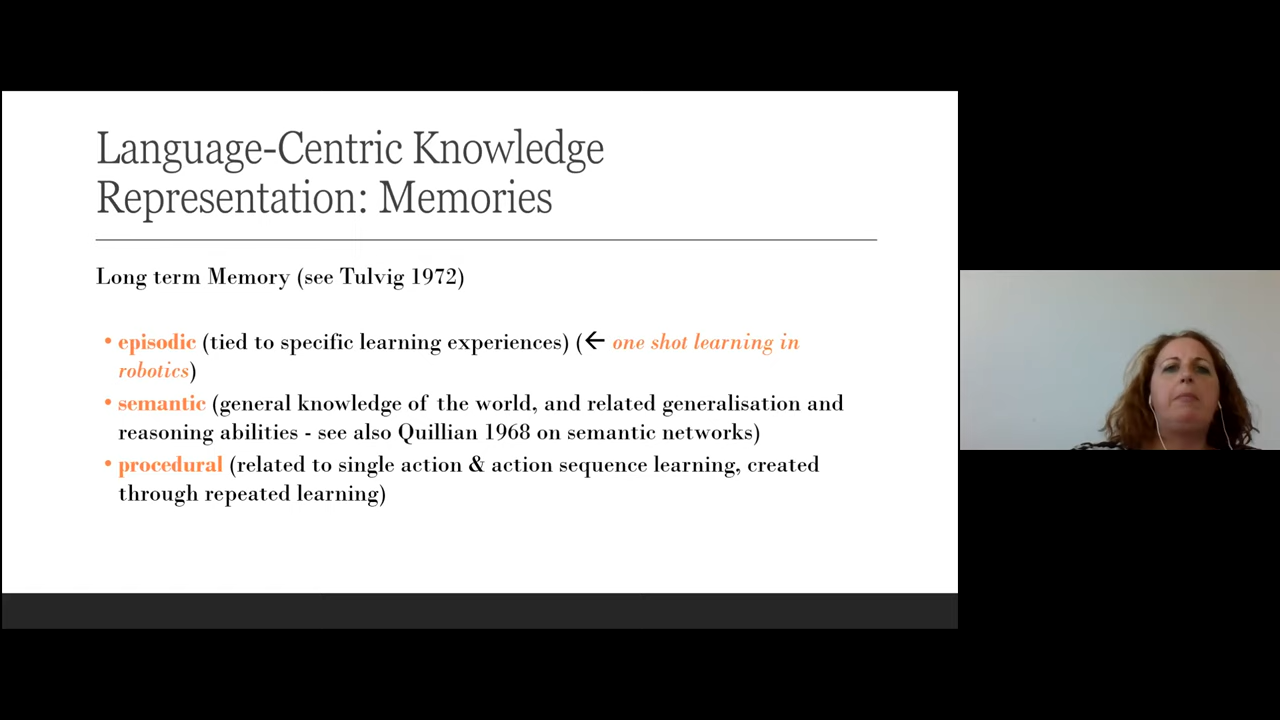 Language-Centric Knowledge
Representation: Memories
Long term Memory (see Tulvig 1972)
• episodic (tied to specific learning experiences) (← one shot learning in
robotics)
• semantic (general knowledge of the world, and related generalisation and
reasoning abilities - see also Quillian 1968 on semantic networks)
• procedural (related to single action & action sequence learning, created
through repeated learning)